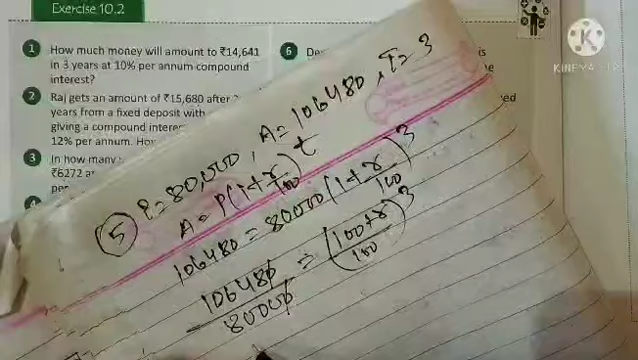 Exercise 10.2
1 How much money will amount to ₹14,641
in 3 years at 10% per annum compound
interest?
2 Raj gets an amount of ₹15,680 after
years from a fixed deposit with
giving a compound
12% per annum.
3 In how many
₹6272
4
6
is
KINEMASTER
5 P=80,000, A=106480, T=3
A=P(1+r/100)^t
106480=80000(1+r/100)^3
106480/80000=(100+r/100)^3